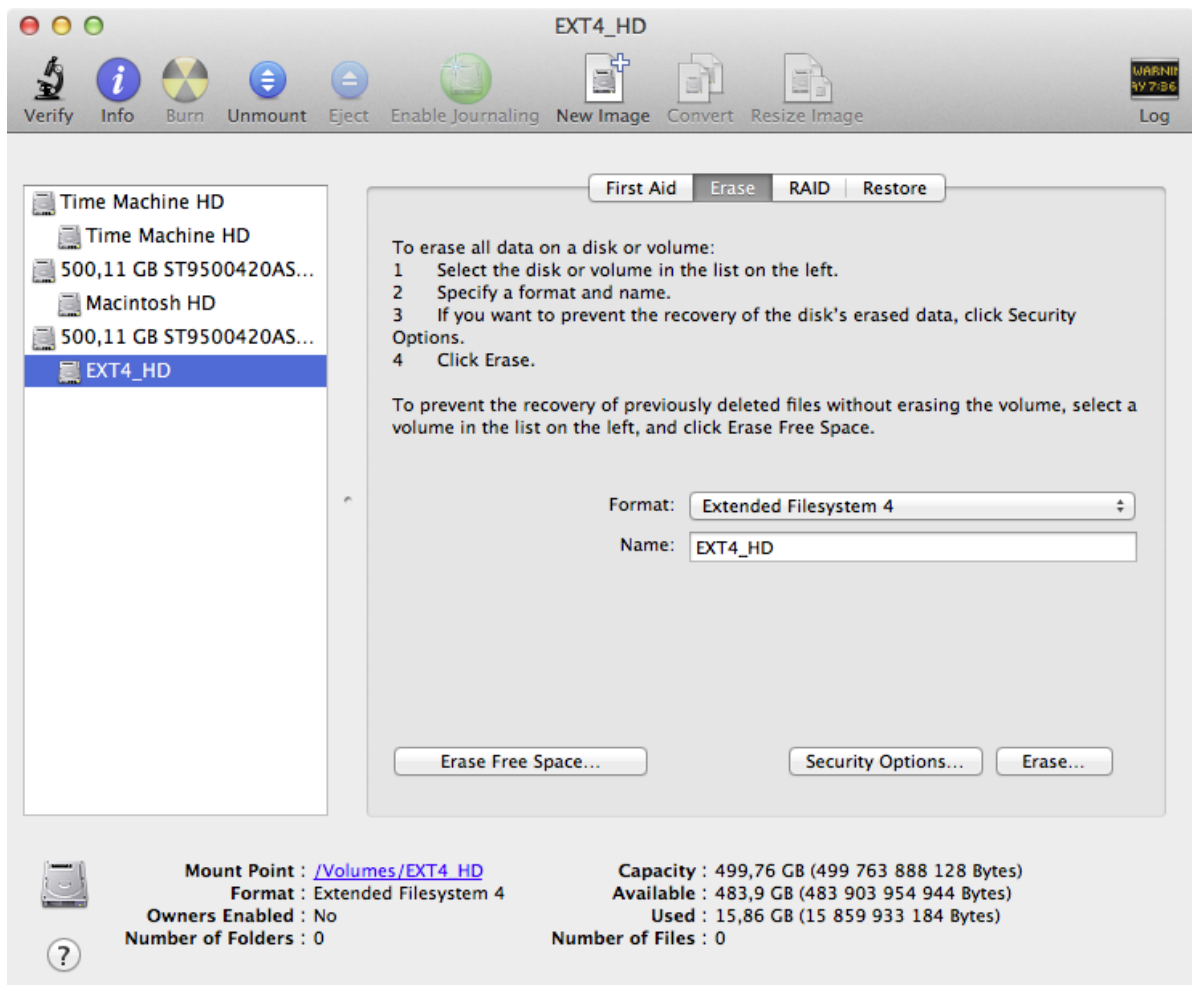 EXT4_HD
Verify Info Burn Unmount Eject Enable Journaling New Image Convert Resize Image Log
WARNIN
AY 7:36
Time Machine HD
Time Machine HD
500,11 GB ST9500420AS...
Macintosh HD
500,11 GB ST9500420AS...
EXT4_HD
First Aid Erase RAID Restore
To erase all data on a disk or volume:
1 Select the disk or volume in the list on the left.
2 Specify a format and name.
3 If you want to prevent the recovery of the disk's erased data, click Security
Options.
4 Click Erase.
To prevent the recovery of previously deleted files without erasing the volume, select a
volume in the list on the left, and click Erase Free Space.
Format: Extended Filesystem 4
Name: EXT4_HD
Erase Free Space... Security Options... Erase...
Mount Point : /Volumes/EXT4_HD
Format : Extended Filesystem 4
Owners Enabled : No
Number of Folders : 0
Capacity : 499,76 GB (499 763 888 128 Bytes)
Available : 483,9 GB (483 903 954 944 Bytes)
Used : 15,86 GB (15 859 933 184 Bytes)
Number of Files : 0
?